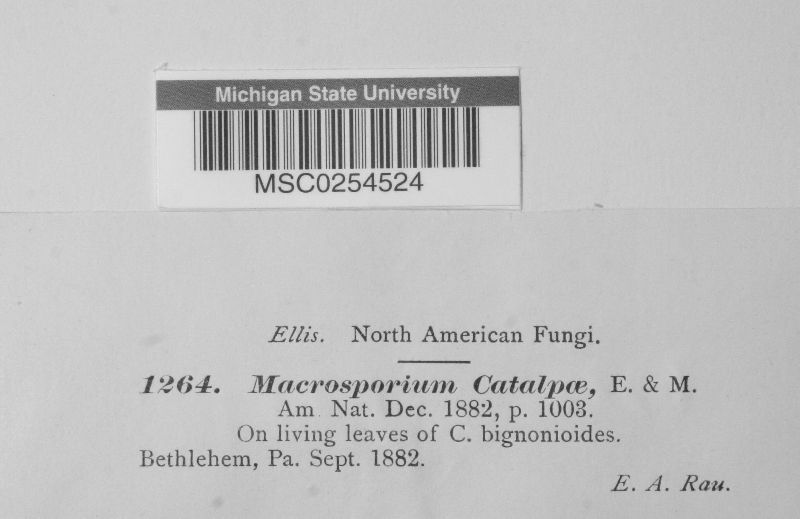 Michigan State University
MSC0254524
Ellis. North American Fungi.
1264. Macrosporium Catalpæ, E. & M.
Am Nat. Dec. 1882, p. 1003.
On living leaves of C. bignonioides.
Bethlehem, Pa. Sept. 1882.
E. A. Rau.